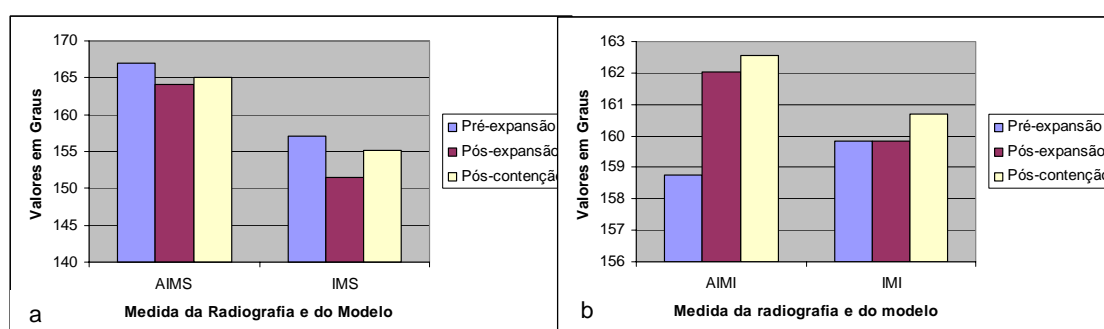 Valores em Graus
170
165
160
155
150
145
140
AIMS IMS
Medida da Radiografia e do Modelo
a
Pré-expansão
Pós-expansão
Pós-contenção
Valores em Graus
163
162
161
160
159
158
157
156
AIMI IMI
Medida da radiografia e do modelo
b
Pré-expansão
Pós-expansão
Pós-contenção